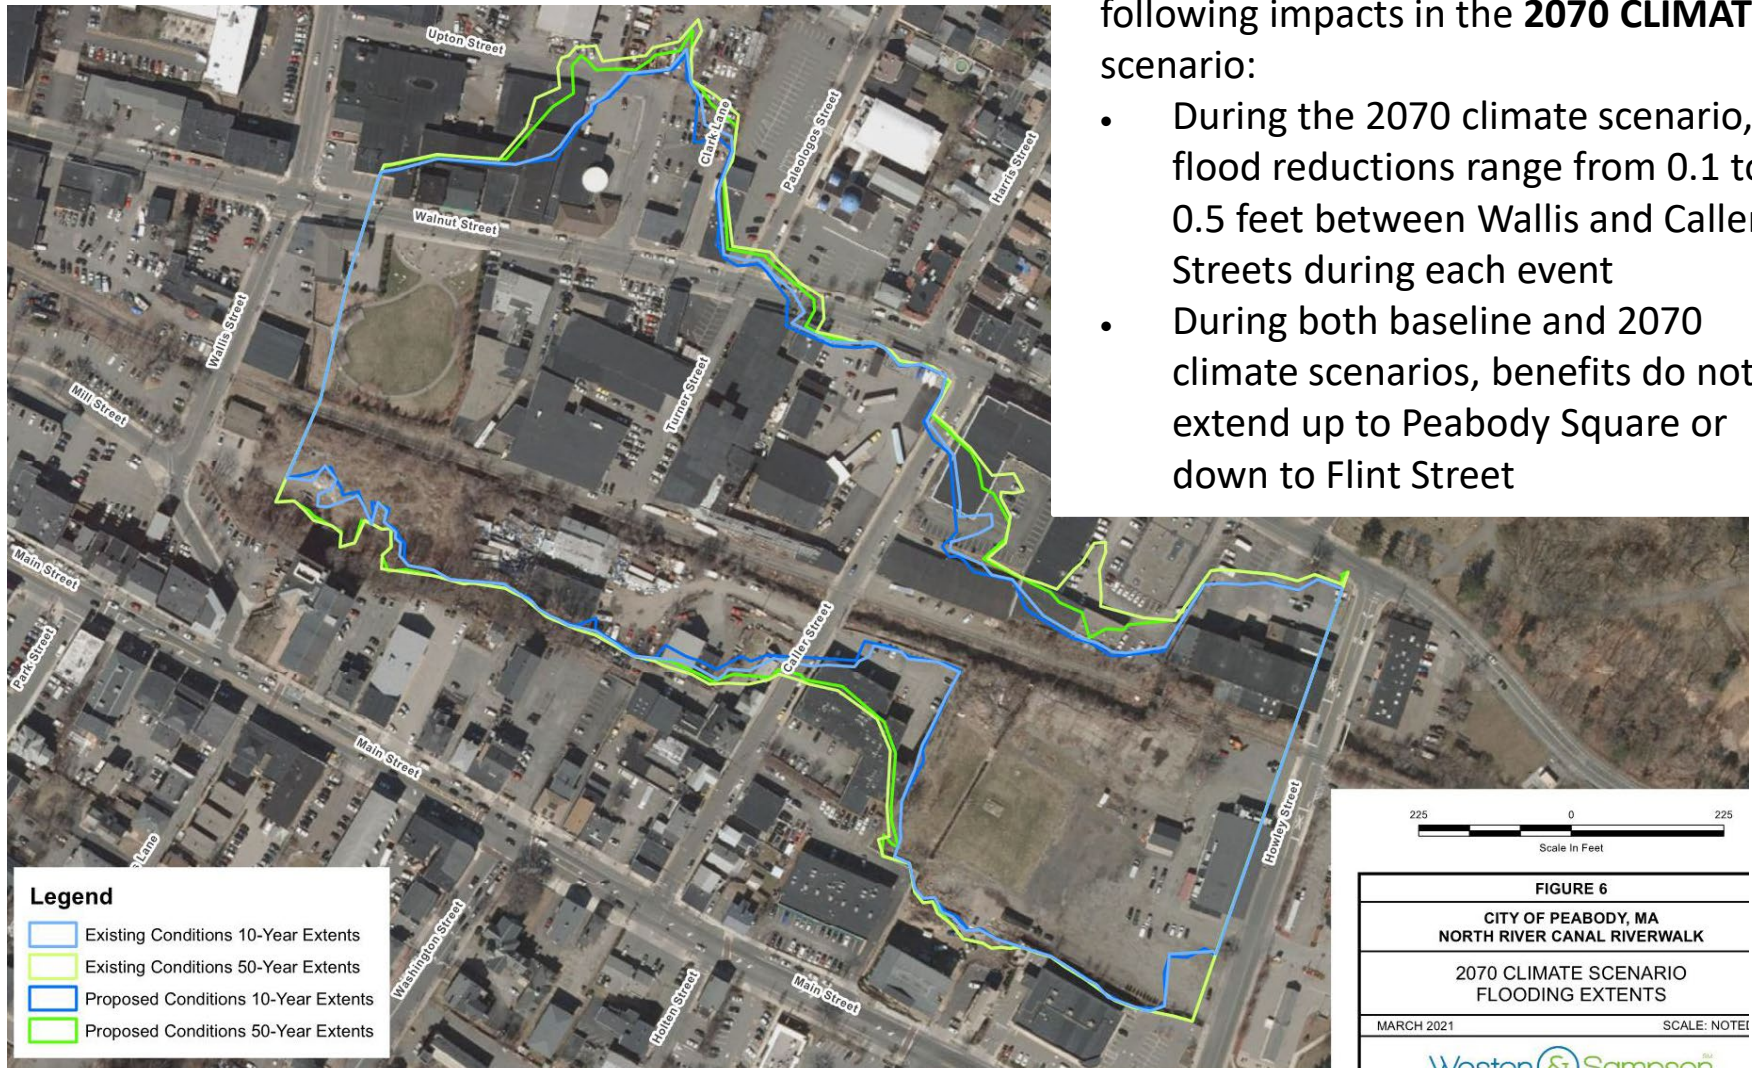 following impacts in the 2070 CLIMAT
scenario:
• During the 2070 climate scenario,
flood reductions range from 0.1 to
0.5 feet between Wallis and Caller
Streets during each event
• During both baseline and 2070
climate scenarios, benefits do not
extend up to Peabody Square or
down to Flint Street
Upton Street
Clark Lane
Paleologos Street
Harris Street
Walnut Street
Wallis Street
Mill Street
Turner Street
Main Street
Park Street
Caller Street
Main Street
Howley Street
s Lane
Washington Street
Holten Street
Main Street
Legend
Existing Conditions 10-Year Extents
Existing Conditions 50-Year Extents
Proposed Conditions 10-Year Extents
Proposed Conditions 50-Year Extents
225 0 225
Scale In Feet
FIGURE 6
CITY OF PEABODY, MA
NORTH RIVER CANAL RIVERWALK
2070 CLIMATE SCENARIO
FLOODING EXTENTS
MARCH 2021 SCALE: NOTED
Weston & Sampson